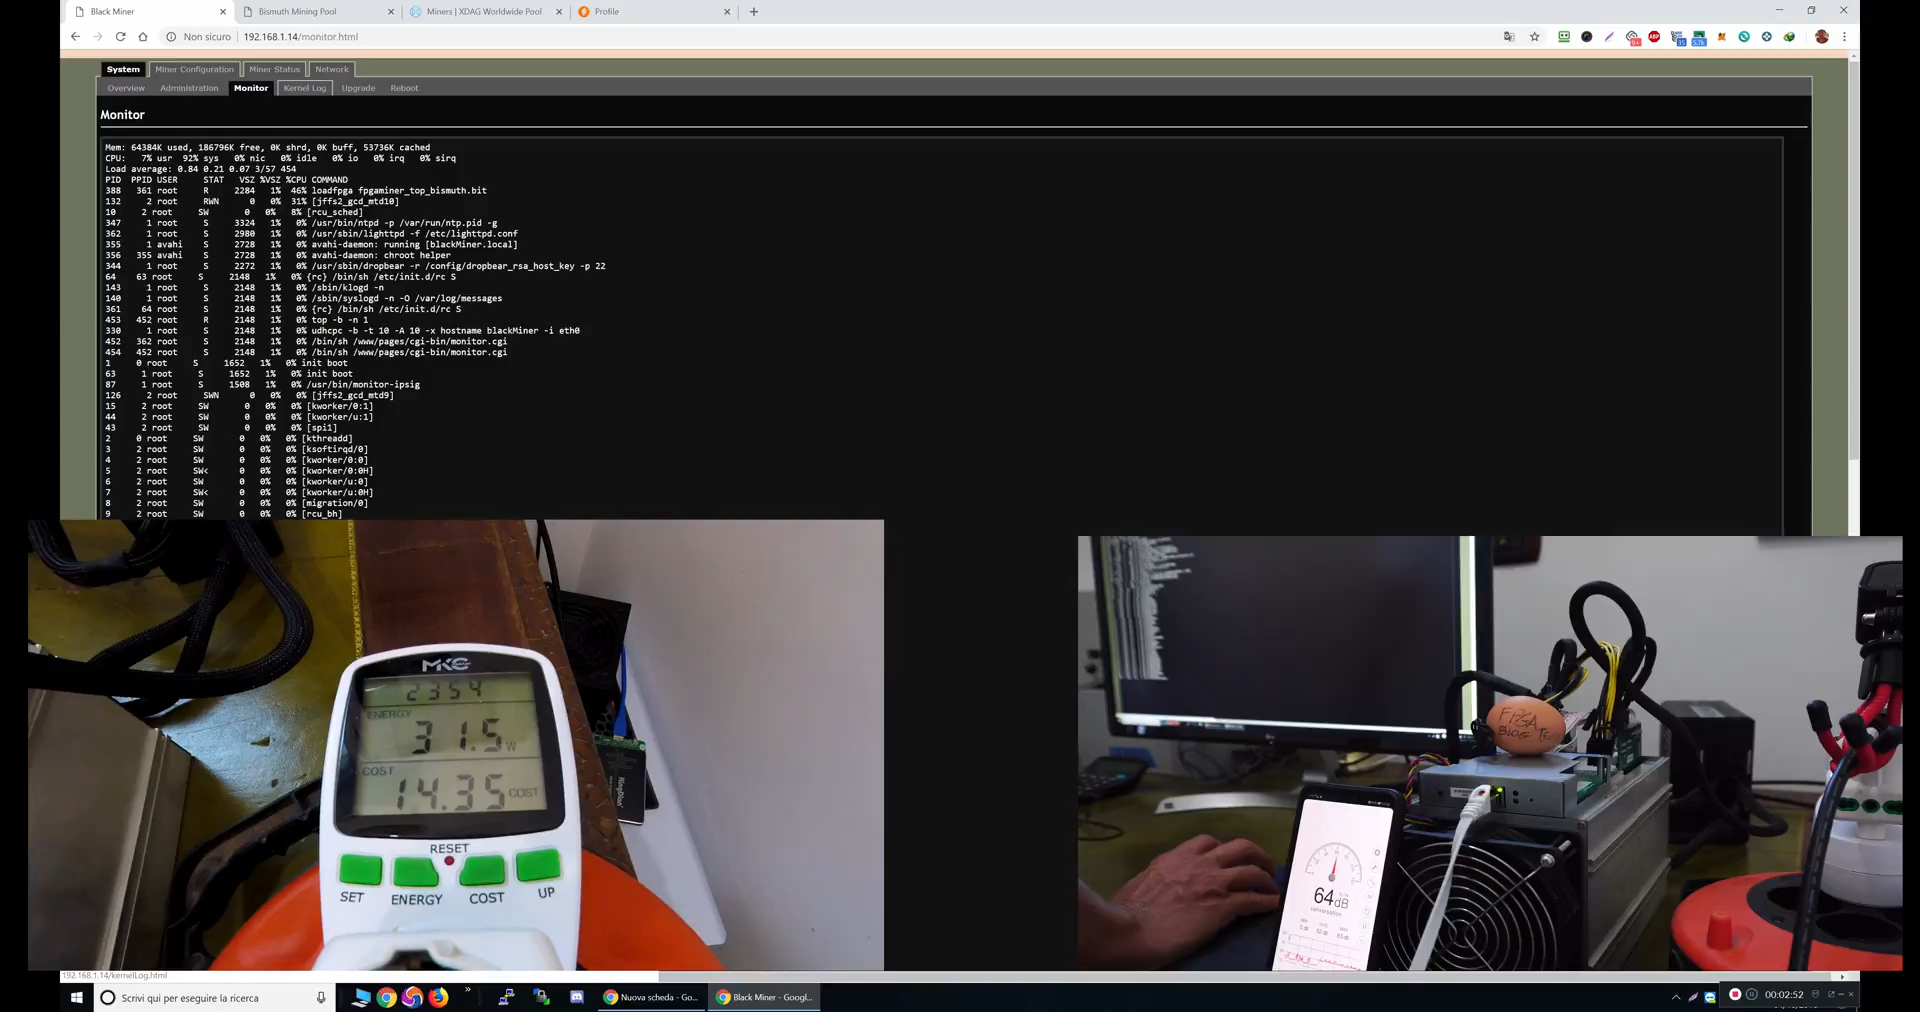 Black Miner
Bismuth Mining Pool
Miners | XDAG Worldwide Pool
Profile
Non sicuro
192.168.1.14/monitor.html
System Miner Configuration Miner Status Network
Overview Administration Monitor Kernel Log Upgrade Reboot
Monitor
Mem: 64384K used, 186796K free, 0K shrd, 0K buff, 53736K cached
CPU: 7% usr 92% sys 0% nic 0% idle 0% io 0% irq 0% sirq
Load average: 0.84 0.21 0.07 3/57 454
PID PPID USER STAT VSZ %VSZ %CPU COMMAND
388 361 root R 2284 1% 46% loadfpga fpgaminer_top_bismuth.bit
132 2 root RWN 0 0% 31% [jffs2_gcd_mtd10]
10 2 root SW 0 0% 8% [rcu_sched]
347 1 root S 3324 1% 0% /usr/bin/ntpd -p /var/run/ntp.pid -g
362 1 root S 2980 1% 0% /usr/sbin/lighttpd -f /etc/lighttpd.conf
355 1 avahi S 2728 1% 0% avahi-daemon: running [blackMiner.local]
356 355 avahi S 2728 1% 0% avahi-daemon: chroot helper
344 1 root S 2272 1% 0% /usr/sbin/dropbear -r /config/dropbear_rsa_host_key -p 22
64 63 root S 2148 1% 0% {rc} /bin/sh /etc/init.d/rc S
143 1 root S 2148 1% 0% /sbin/klogd -n
140 1 root S 2148 1% 0% /sbin/syslogd -n -O /var/log/messages
361 64 root S 2148 1% 0% {rc} /bin/sh /etc/init.d/rc S
453 452 root R 2148 1% 0% top -b -n 1
330 1 root S 2148 1% 0% udhcpc -b -t 10 -A 10 -x hostname blackMiner -i eth0
452 362 root S 2148 1% 0% /bin/sh /www/pages/cgi-bin/monitor.cgi
454 452 root S 2148 1% 0% /bin/sh /www/pages/cgi-bin/monitor.cgi
1 0 root S 1652 1% 0% init boot
63 1 root S 1652 1% 0% init boot
87 1 root S 1508 1% 0% /usr/bin/monitor-ipsig
126 2 root SWN 0 0% 0% [jffs2_gcd_mtd9]
15 2 root SW 0 0% 0% [kworker/0:1]
44 2 root SW 0 0% 0% [kworker/u:1]
43 2 root SW 0 0% 0% [spi1]
2 0 root SW 0 0% 0% [kthreadd]
3 2 root SW 0 0% 0% [ksoftirqd/0]
4 2 root SW 0 0% 0% [kworker/0:0]
5 2 root SW< 0 0% 0% [kworker/0:0H]
6 2 root SW 0 0% 0% [kworker/u:0]
7 2 root SW< 0 0% 0% [kworker/u:0H]
8 2 root SW 0 0% 0% [migration/0]
9 2 root SW 0 0% 0% [rcu_bh]
2354
ENERGY
31.5 W
COST
14.35 COST
RESET
SET ENERGY COST UP
FPGA
BLOG
64dB
conversation
192.168.1.14/kernelLog.html
Scrivi qui per eseguire la ricerca
Nuova scheda - Go...
Black Miner - Googl...
00:02:52